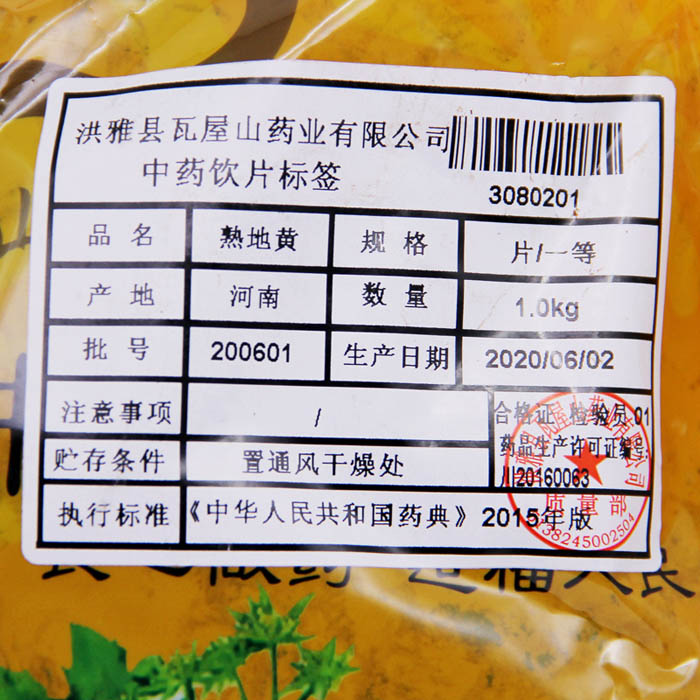 洪雅县瓦屋山药业有限公司
中药饮片标签
3080201
品名 熟地黄 规格 片/一等
产地 河南 数量 1.0kg
批号 200601 生产日期 2020/06/02
注意事项 /
合格证 检验员:01
药品生产许可证编号:
川20160063
贮存条件 置通风干燥处
执行标准 《中华人民共和国药典》2015年版
质量部
38245002504